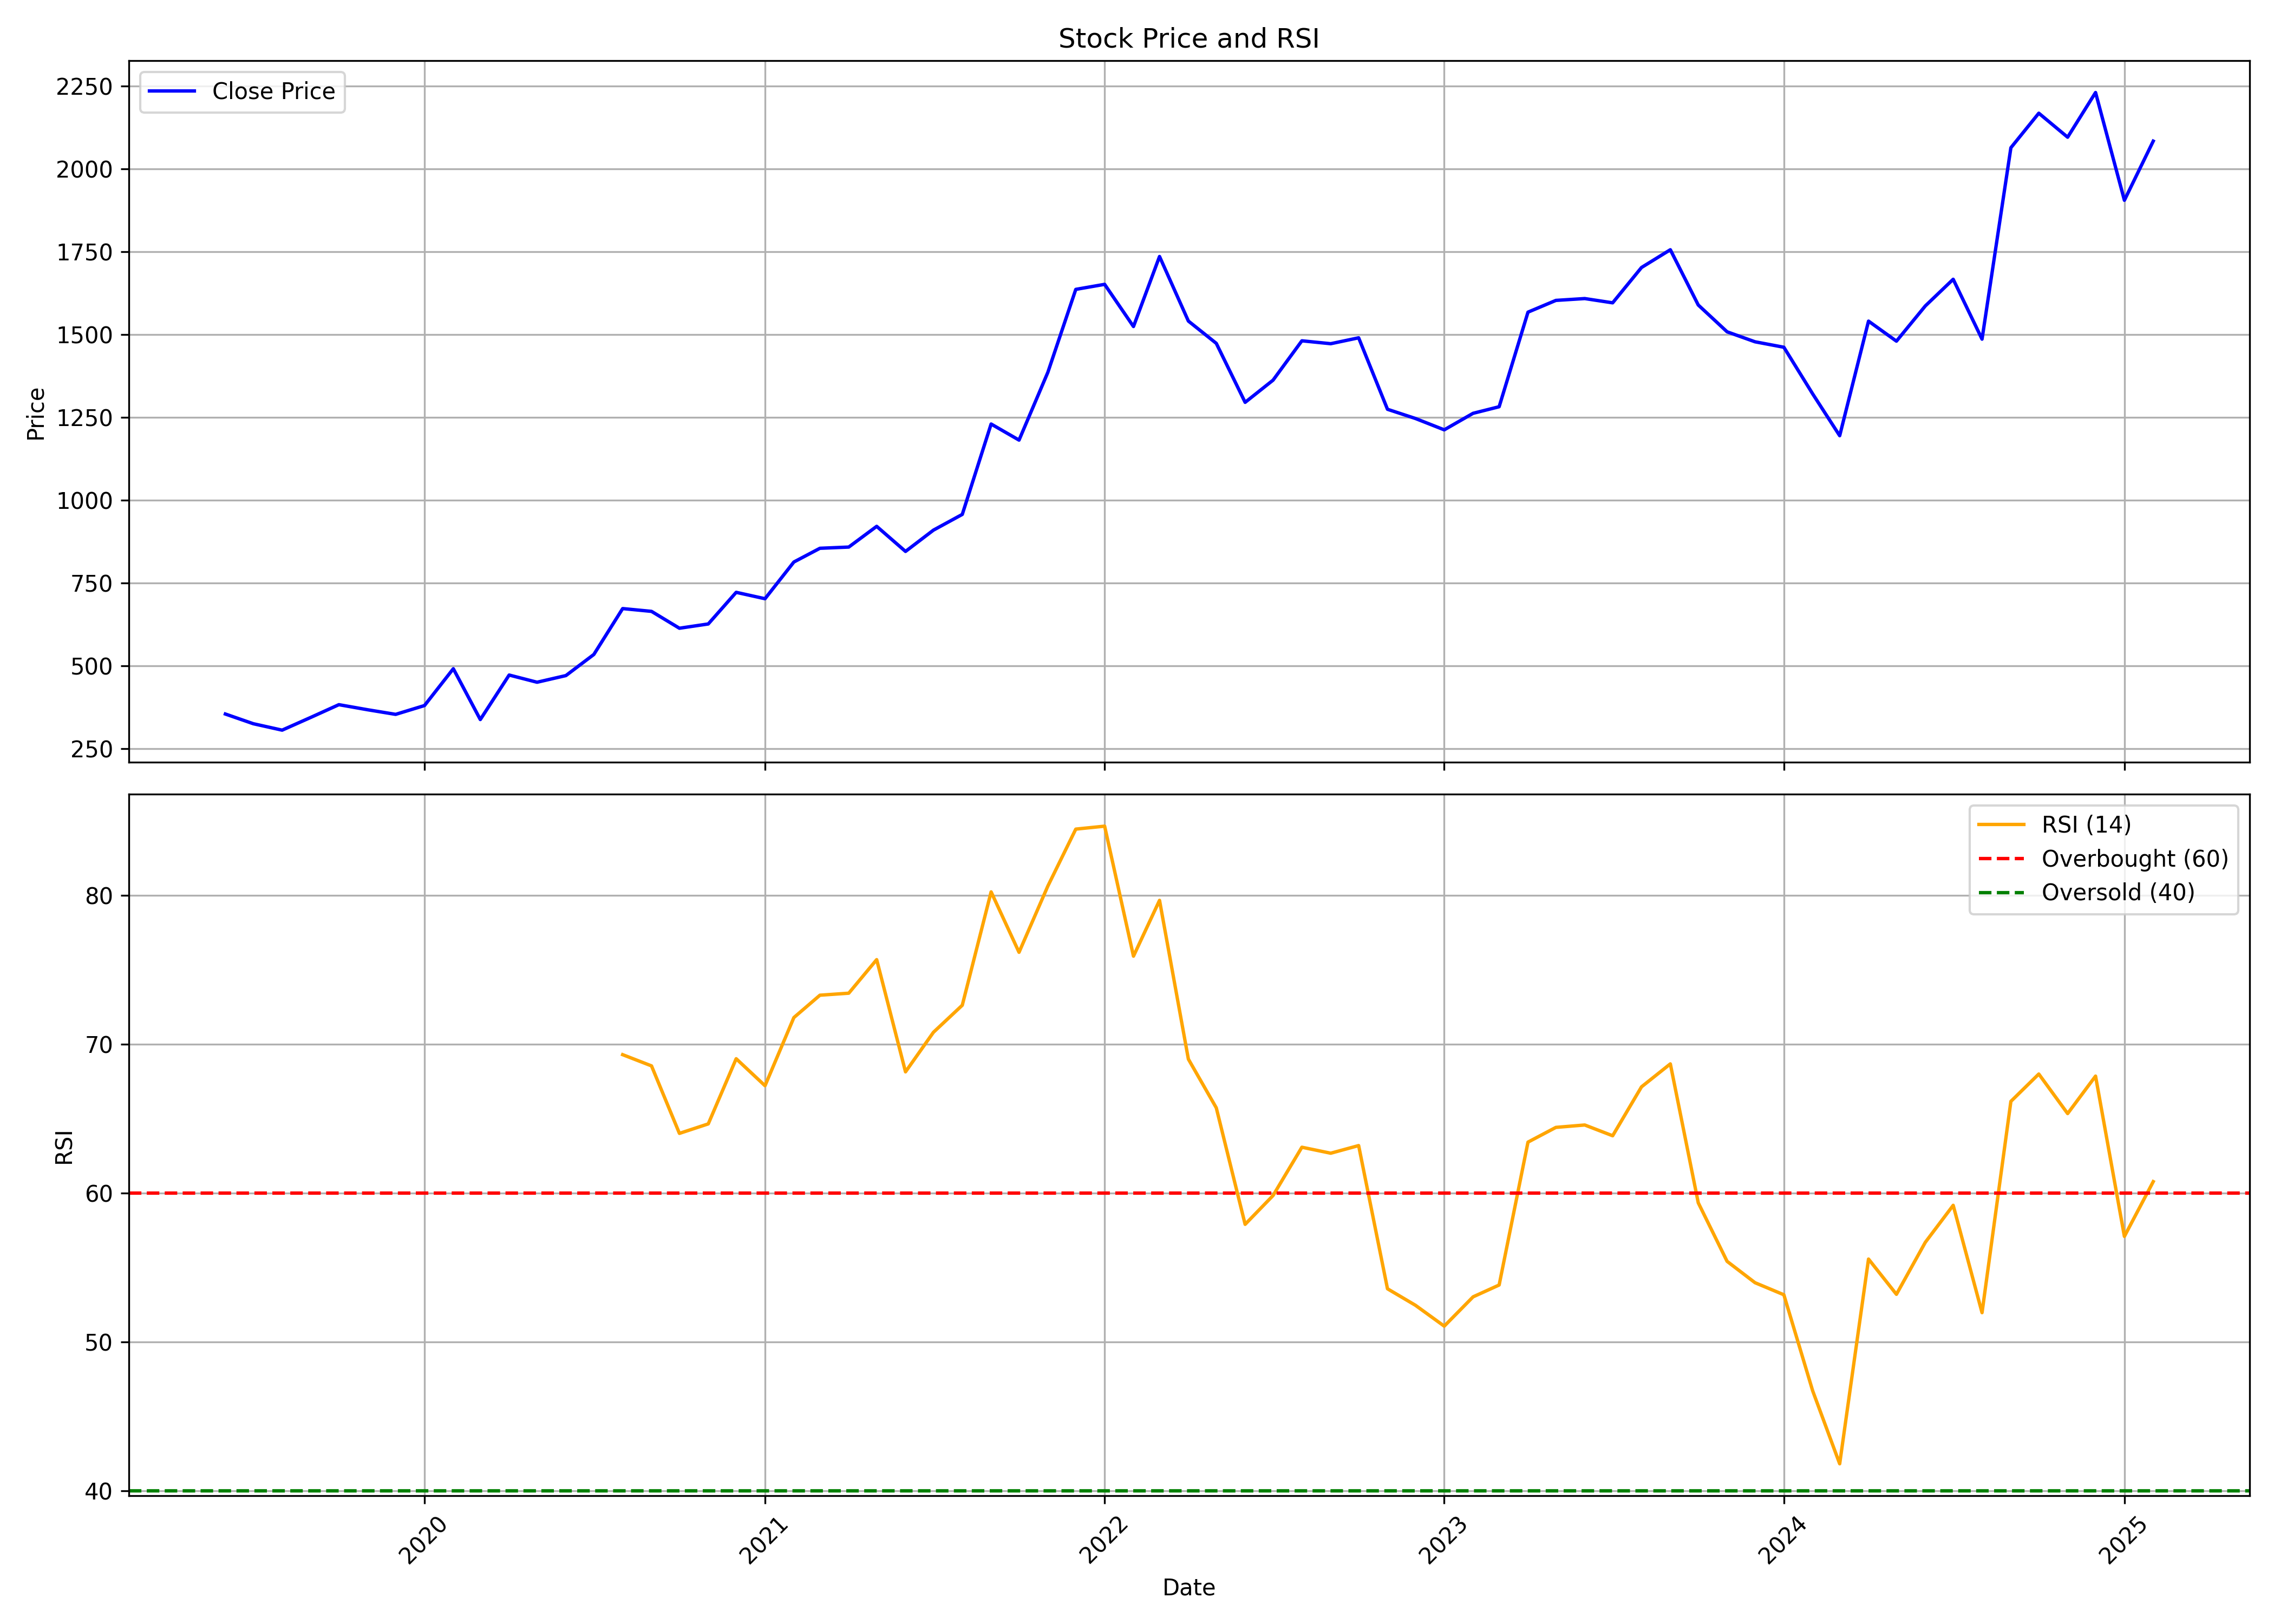 Stock Price and RSI
Close Price
2250
2000
1750
1500
1250
1000
750
500
250
Price
RSI (14)
Overbought (60)
Oversold (40)
80
70
60
50
40
RSI
2020
2021
2022
2023
2024
2025
Date